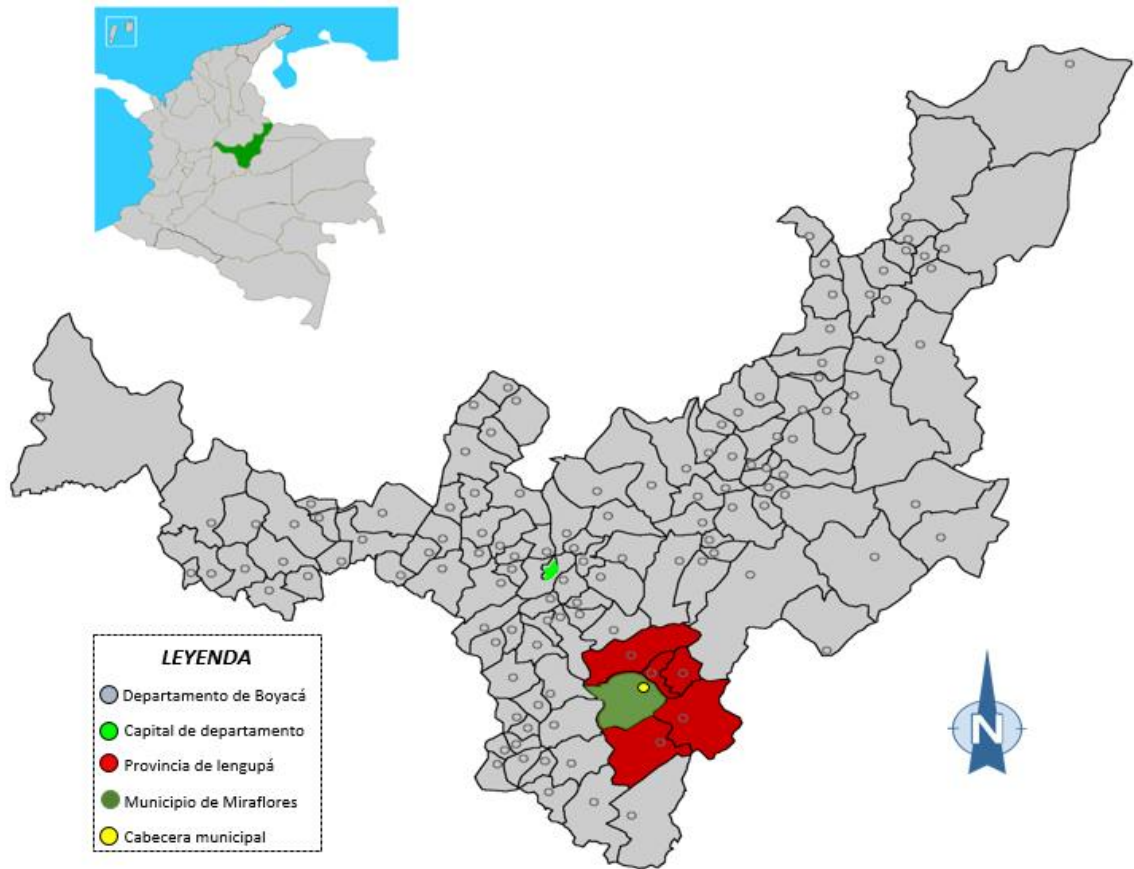 LEYENDA
Departamento de Boyacá
Capital de departamento
Provincia de lengupá
Municipio de Miraflores
Cabecera municipal
N